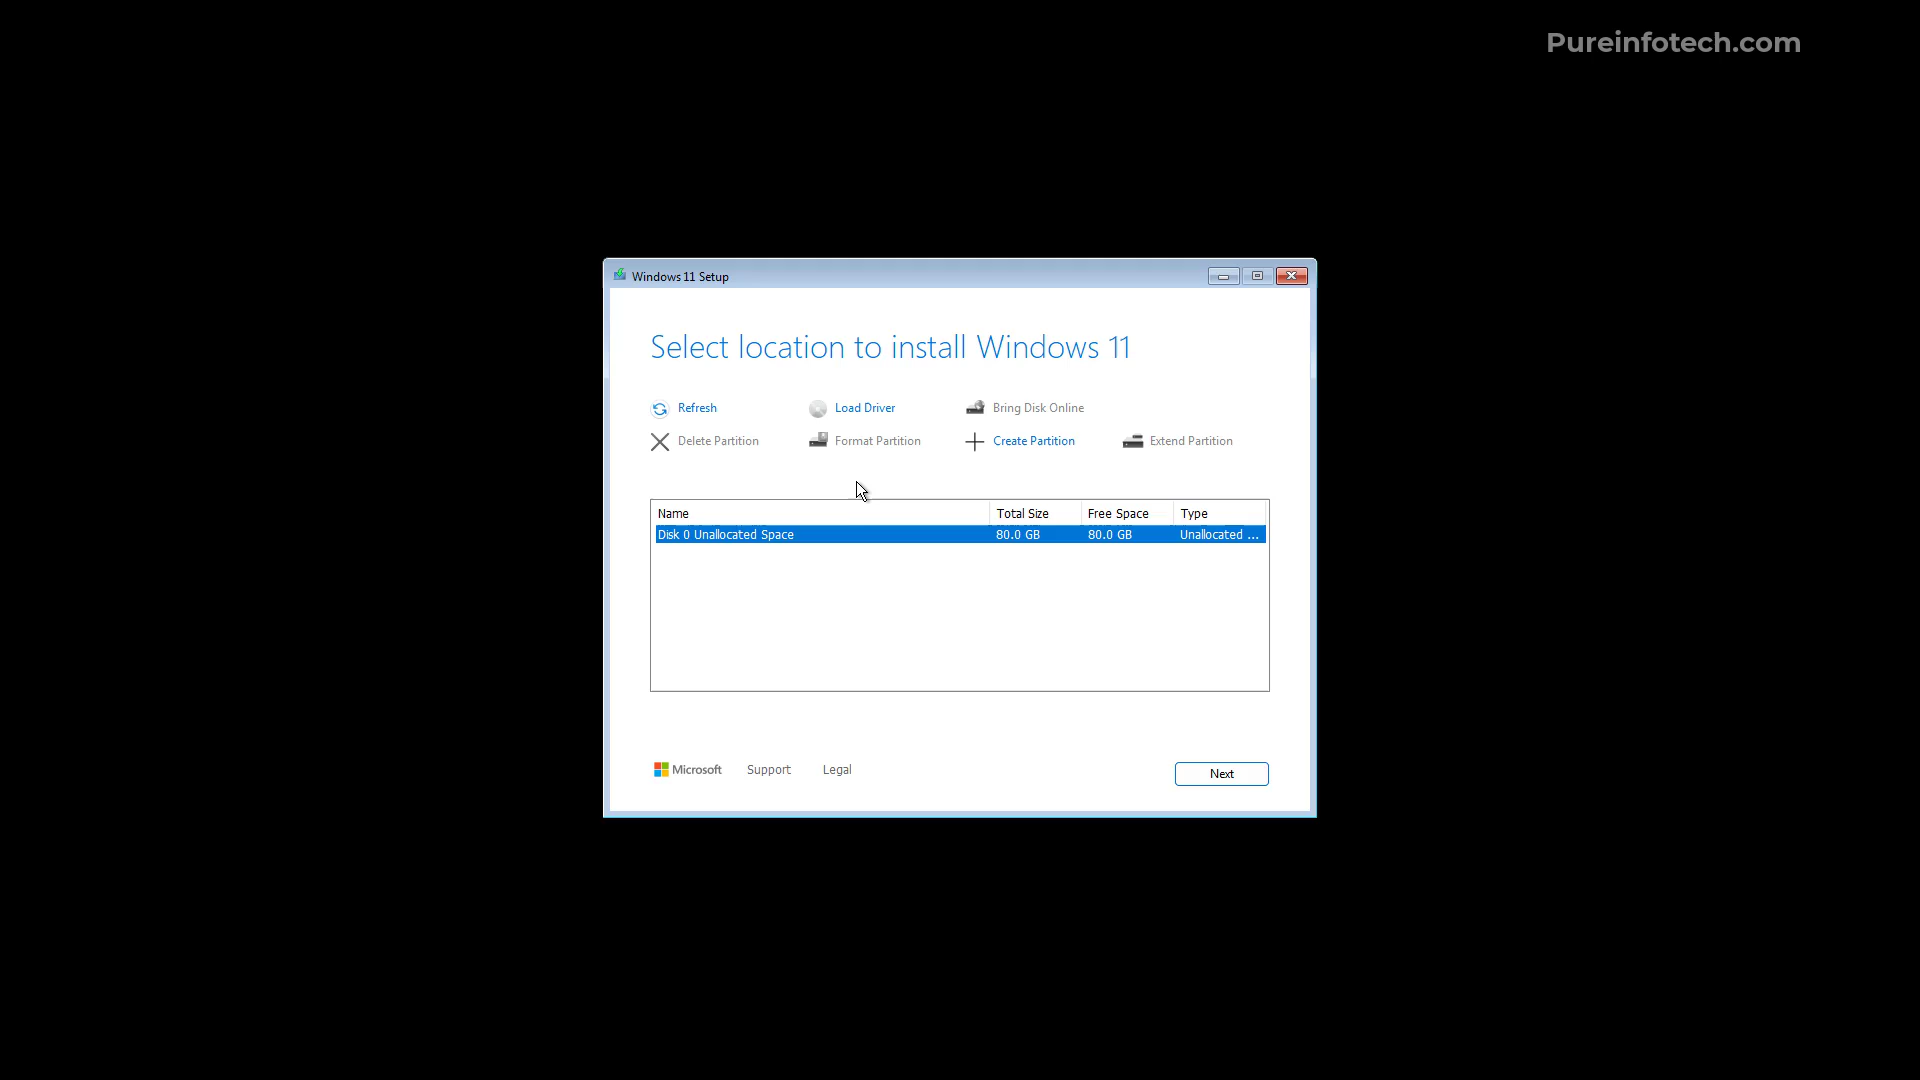 Pureinfotech.com
Windows 11 Setup
Select location to install Windows 11
Refresh Load Driver Bring Disk Online
Delete Partition Format Partition Create Partition Extend Partition
Name Total Size Free Space Type
Disk 0 Unallocated Space 80.0 GB 80.0 GB Unallocated ...
Microsoft Support Legal
Next